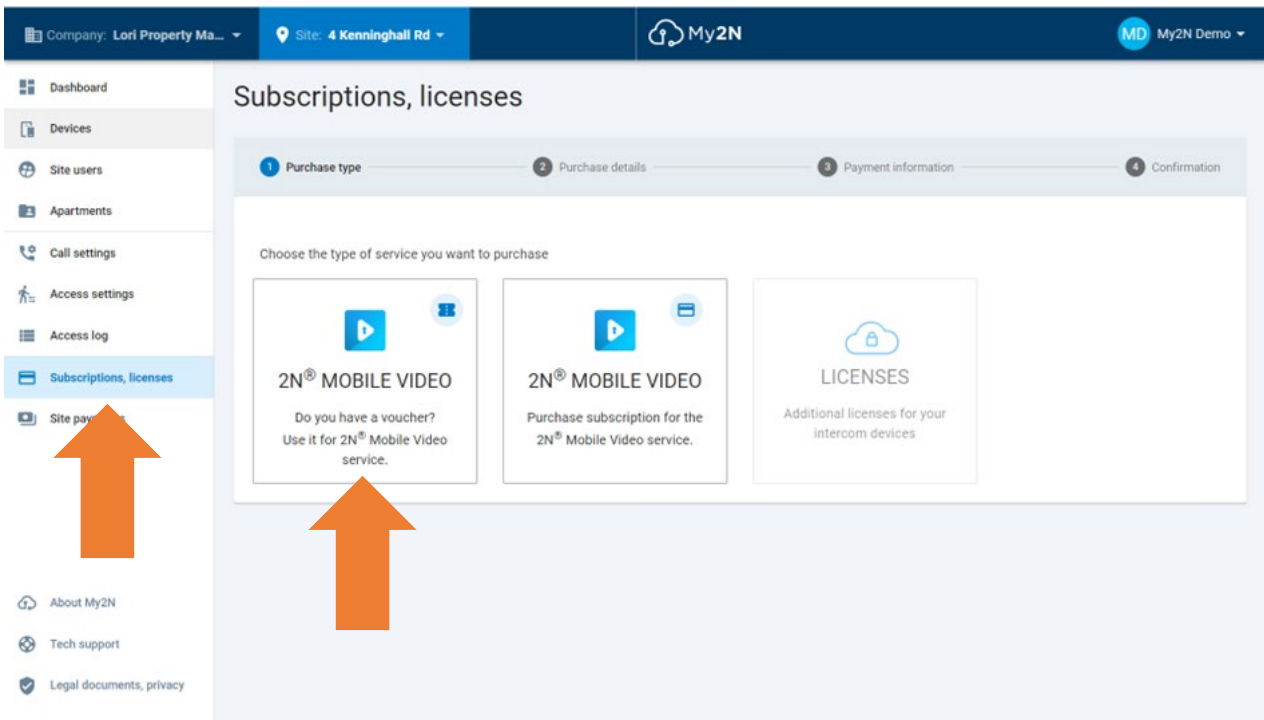 Company: Lori Property Ma...
Site: 4 Kenninghall Rd
My2N
MD My2N Demo
Dashboard
Devices
Site users
Apartments
Call settings
Access settings
Access log
Subscriptions, licenses
Site
About My2N
Tech support
Legal documents, privacy
Subscriptions, licenses
1 Purchase type
2 Purchase details
3 Payment information
4 Confirmation
Choose the type of service you want to purchase
2N® MOBILE VIDEO
Do you have a voucher?
Use it for 2N® Mobile Video
service.
2N® MOBILE VIDEO
Purchase subscription for the
2N® Mobile Video service.
LICENSES
Additional licenses for your
intercom devices